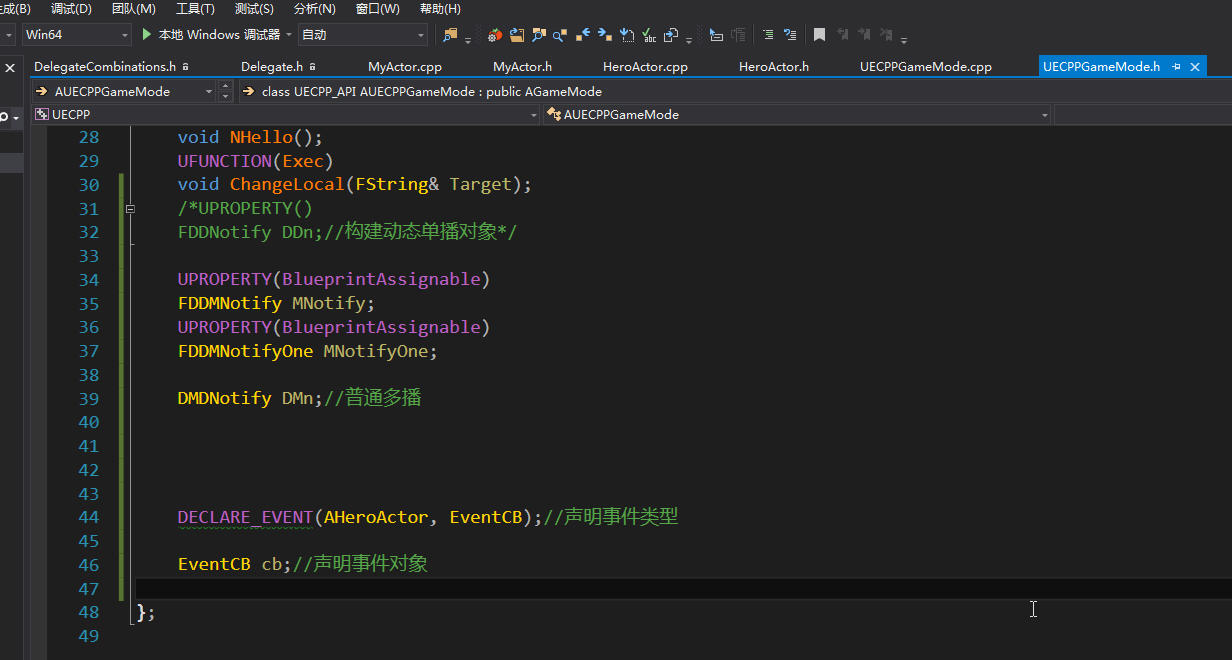 生成(B) 调试(D) 团队(M) 工具(T) 测试(S) 分析(N) 窗口(W) 帮助(H)
Win64 本地 Windows 调试器 自动
DelegateCombinations.h Delegate.h MyActor.cpp MyActor.h HeroActor.cpp HeroActor.h UECPPGameMode.cpp UECPPGameMode.h
AUECPPGameMode class UECPP_API AUECPPGameMode : public AGameMode
UECPP AUECPPGameMode
28 void NHello();
29 UFUNCTION(Exec)
30 void ChangeLocal(FString& Target);
31 /*UPROPERTY()
32 FDDNotify DDn;//构建动态单播对象*/
33
34 UPROPERTY(BlueprintAssignable)
35 FDDMNotify MNotify;
36 UPROPERTY(BlueprintAssignable)
37 FDDMNotifyOne MNotifyOne;
38
39 DMDNotify DMn;//普通多播
40
41
42
43
44 DECLARE_EVENT(AHeroActor, EventCB);//声明事件类型
45
46 EventCB cb;//声明事件对象
47
48 };
49